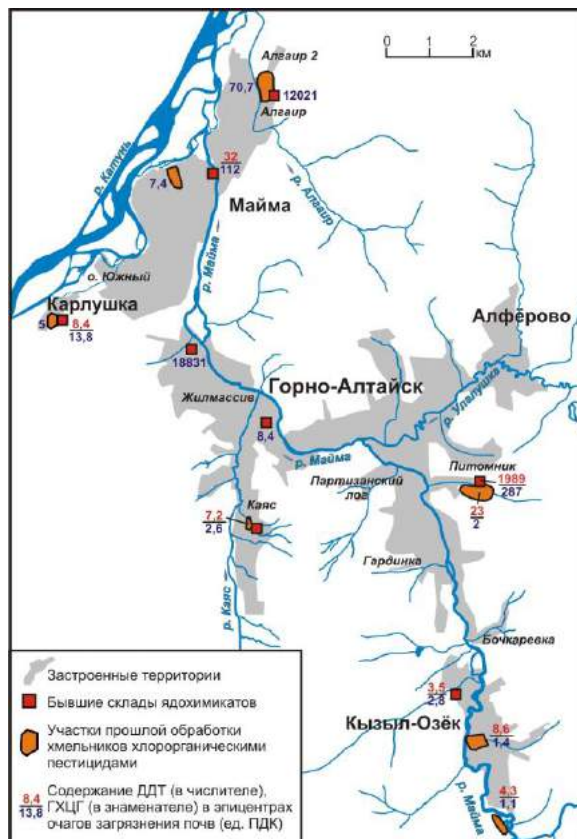 Алгаир 2
0 1 2
км
70,7
12021
Алгаир
р. Катунь
32
112
7,4
р. Алгаир
Майма
р. Майма
о. Южный
Карлушка
5
8,4
13,8
Алфёрово
18831
Горно-Алтайск
р. Улалушка
Жилмассив
8,4
р. Майма
Питомник
Партизанский
лог
1989
287
23
2
Каяс
7,2
2,6
Гардинка
р. Каяс
Бочкаревка
3,5
2,8
Кызыл-Озёк
8,6
1,4
р. Майма
4,3
1,1
Застроенные территории
Бывшие склады ядохимикатов
Участки прошлой обработки
хмельников хлорорганическими
пестицидами
8,4
13,8
Содержание ДДТ (в числителе),
ГХЦГ (в знаменателе) в эпицентрах
очагов загрязнения почв (ед. ПДК)